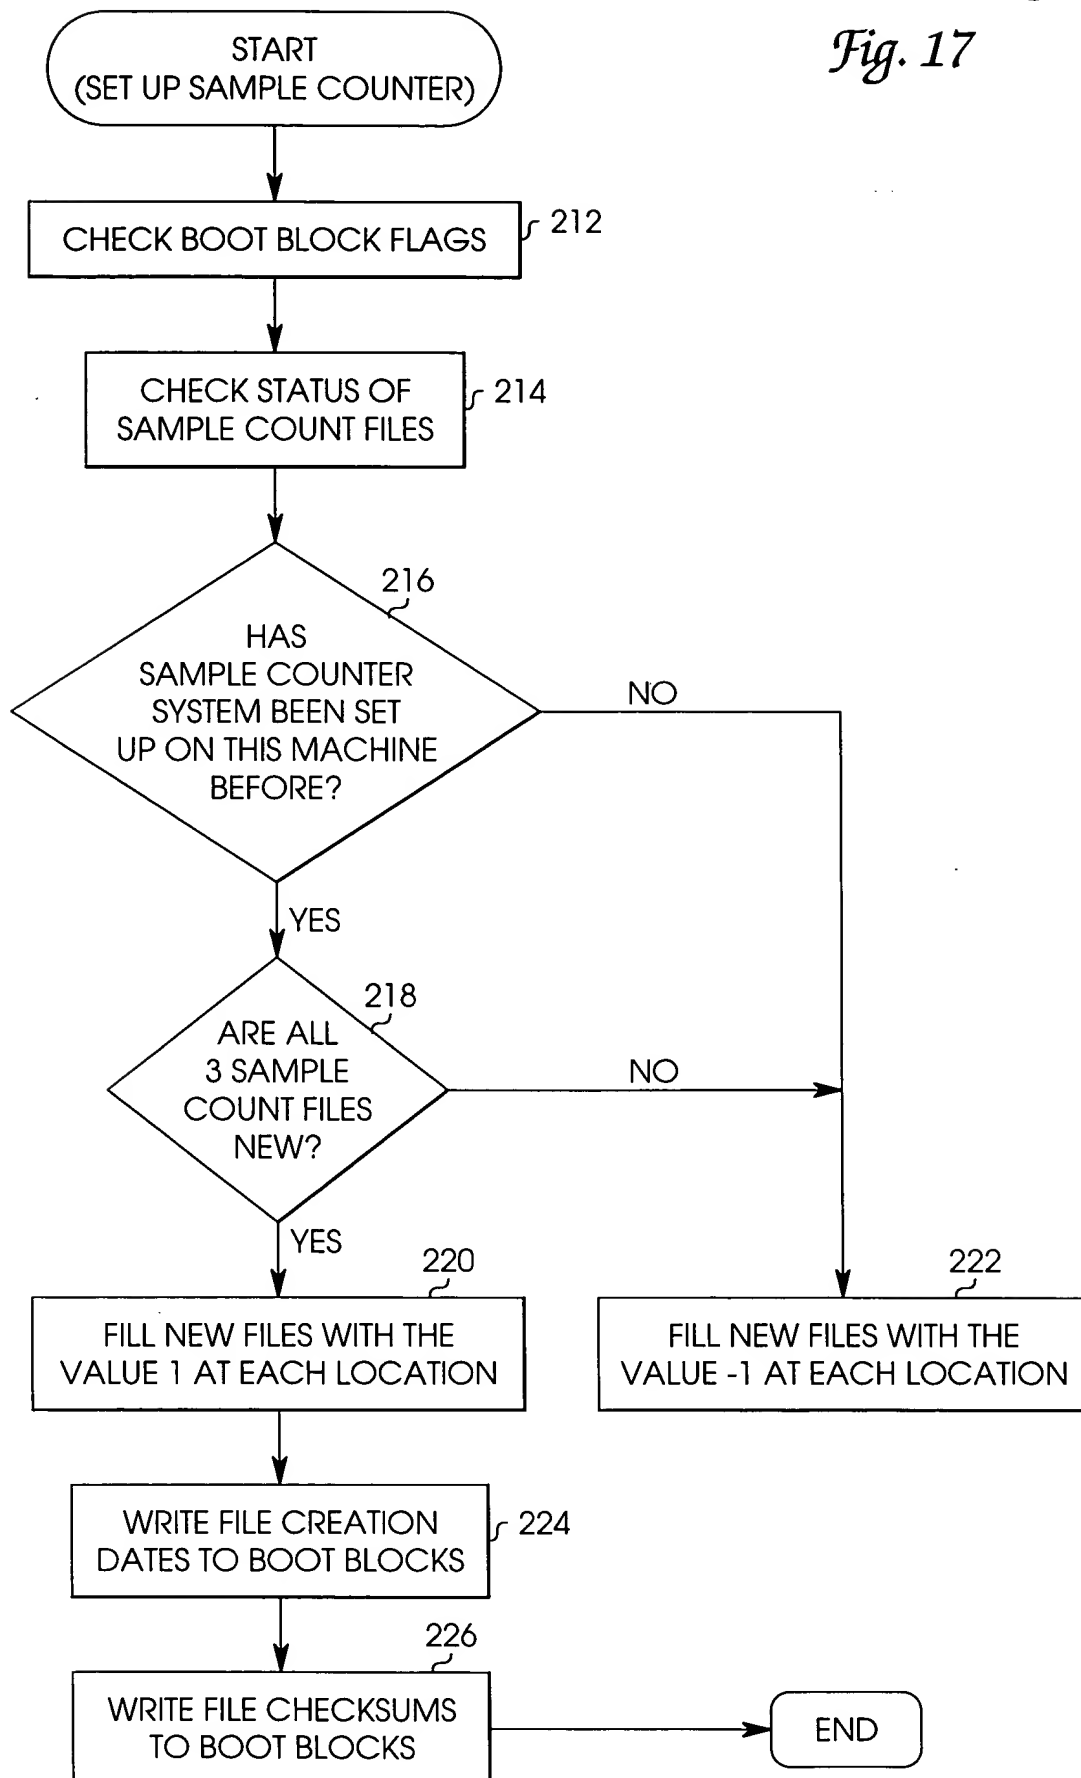 Fig. 17
START
(SET UP SAMPLE COUNTER)
CHECK BOOT BLOCK FLAGS
212
CHECK STATUS OF
SAMPLE COUNT FILES
214
216
HAS
SAMPLE COUNTER
SYSTEM BEEN SET
UP ON THIS MACHINE
BEFORE?
NO
YES
218
ARE ALL
3 SAMPLE
COUNT FILES
NEW?
NO
YES
220
FILL NEW FILES WITH THE
VALUE 1 AT EACH LOCATION
222
FILL NEW FILES WITH THE
VALUE -1 AT EACH LOCATION
WRITE FILE CREATION
DATES TO BOOT BLOCKS
224
226
WRITE FILE CHECKSUMS
TO BOOT BLOCKS
END